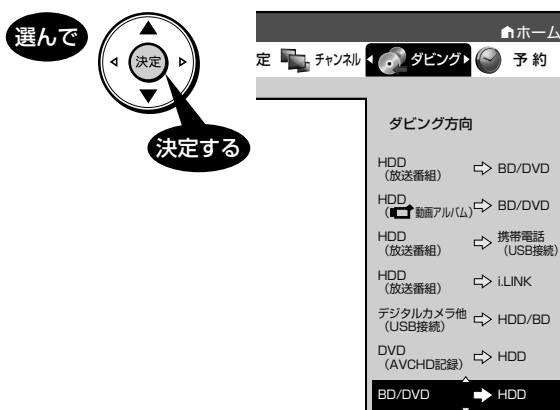 選んで
決定
決定する
ホーム
定 チャンネル ダビング 予約
ダビング方向
HDD
（放送番組） ⇨ BD/DVD
HDD
（動画アルバム） ⇨ BD/DVD
HDD
（放送番組） ⇨ 携帯電話
（USB接続）
HDD
（放送番組） ⇨ i.LINK
デジタルカメラ他
（USB接続） ⇨ HDD/BD
DVD
（AVCHD記録） ⇨ HDD
BD/DVD ➡ HDD